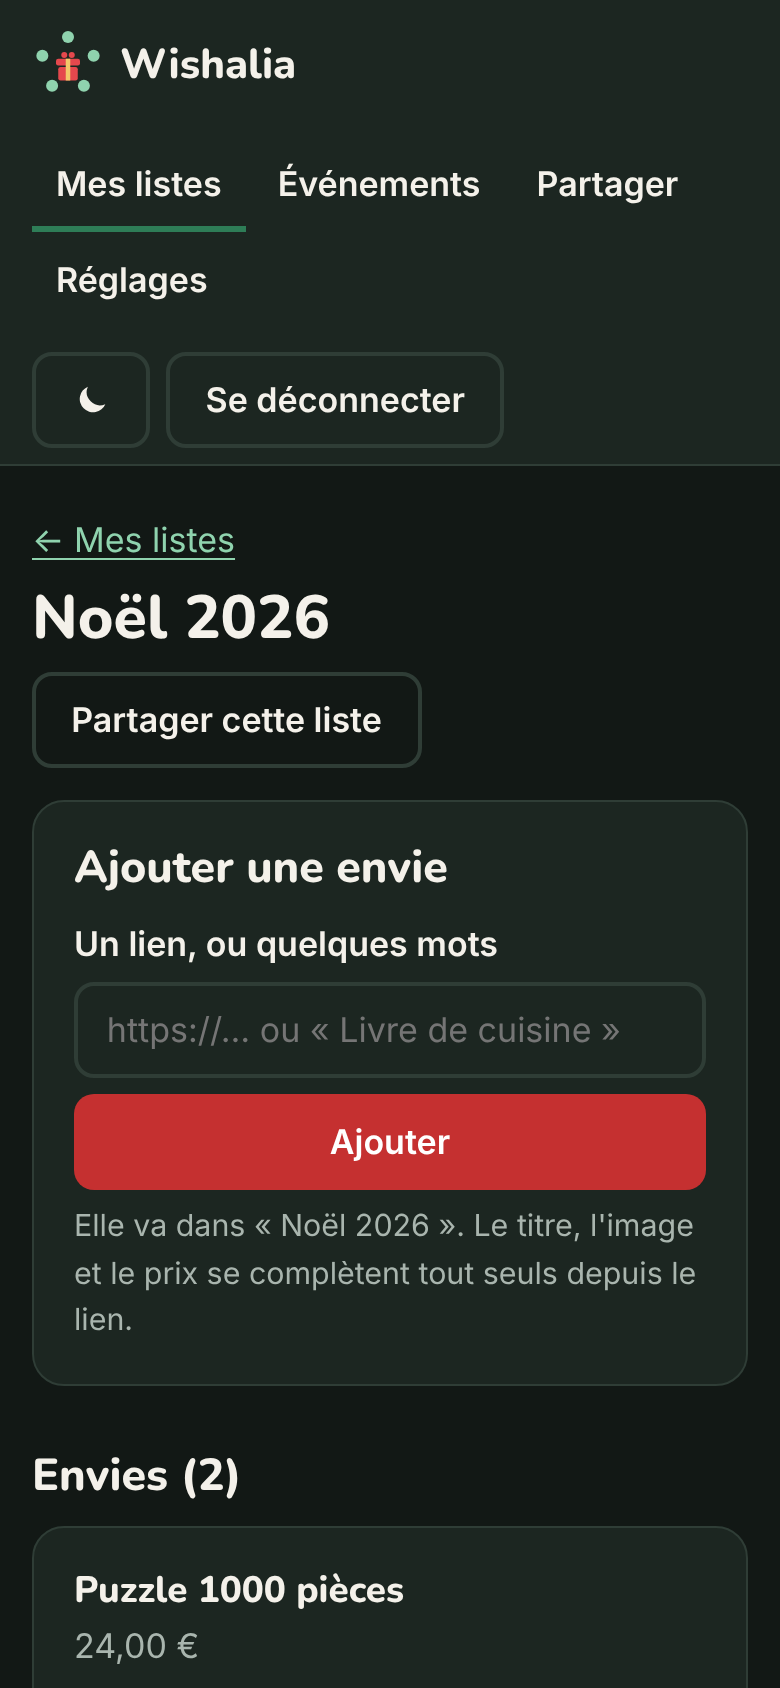 Wishalia
Mes listes
Événements
Partager
Réglages
Se déconnecter
← Mes listes
Noël 2026
Partager cette liste
Ajouter une envie
Un lien, ou quelques mots
https://... ou « Livre de cuisine »
Ajouter
Elle va dans « Noël 2026 ». Le titre, l'image
et le prix se complètent tout seuls depuis le
lien.
Envies (2)
Puzzle 1000 pièces
24,00 €